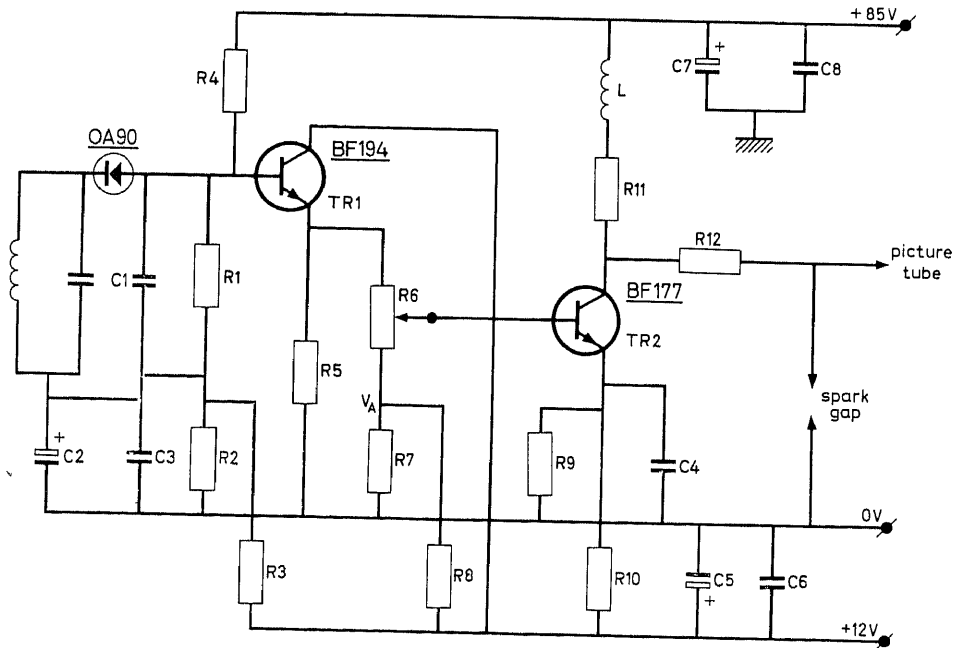 +85V
R4
C7
+
C8
L
OA90
BF194
TR1
R11
R12
picture
tube
C1
R1
R6
BF177
TR2
R5
VA
spark
gap
+
C2
C3
R2
R7
R9
C4
0V
R3
R8
R10
C5
+
C6
+12V